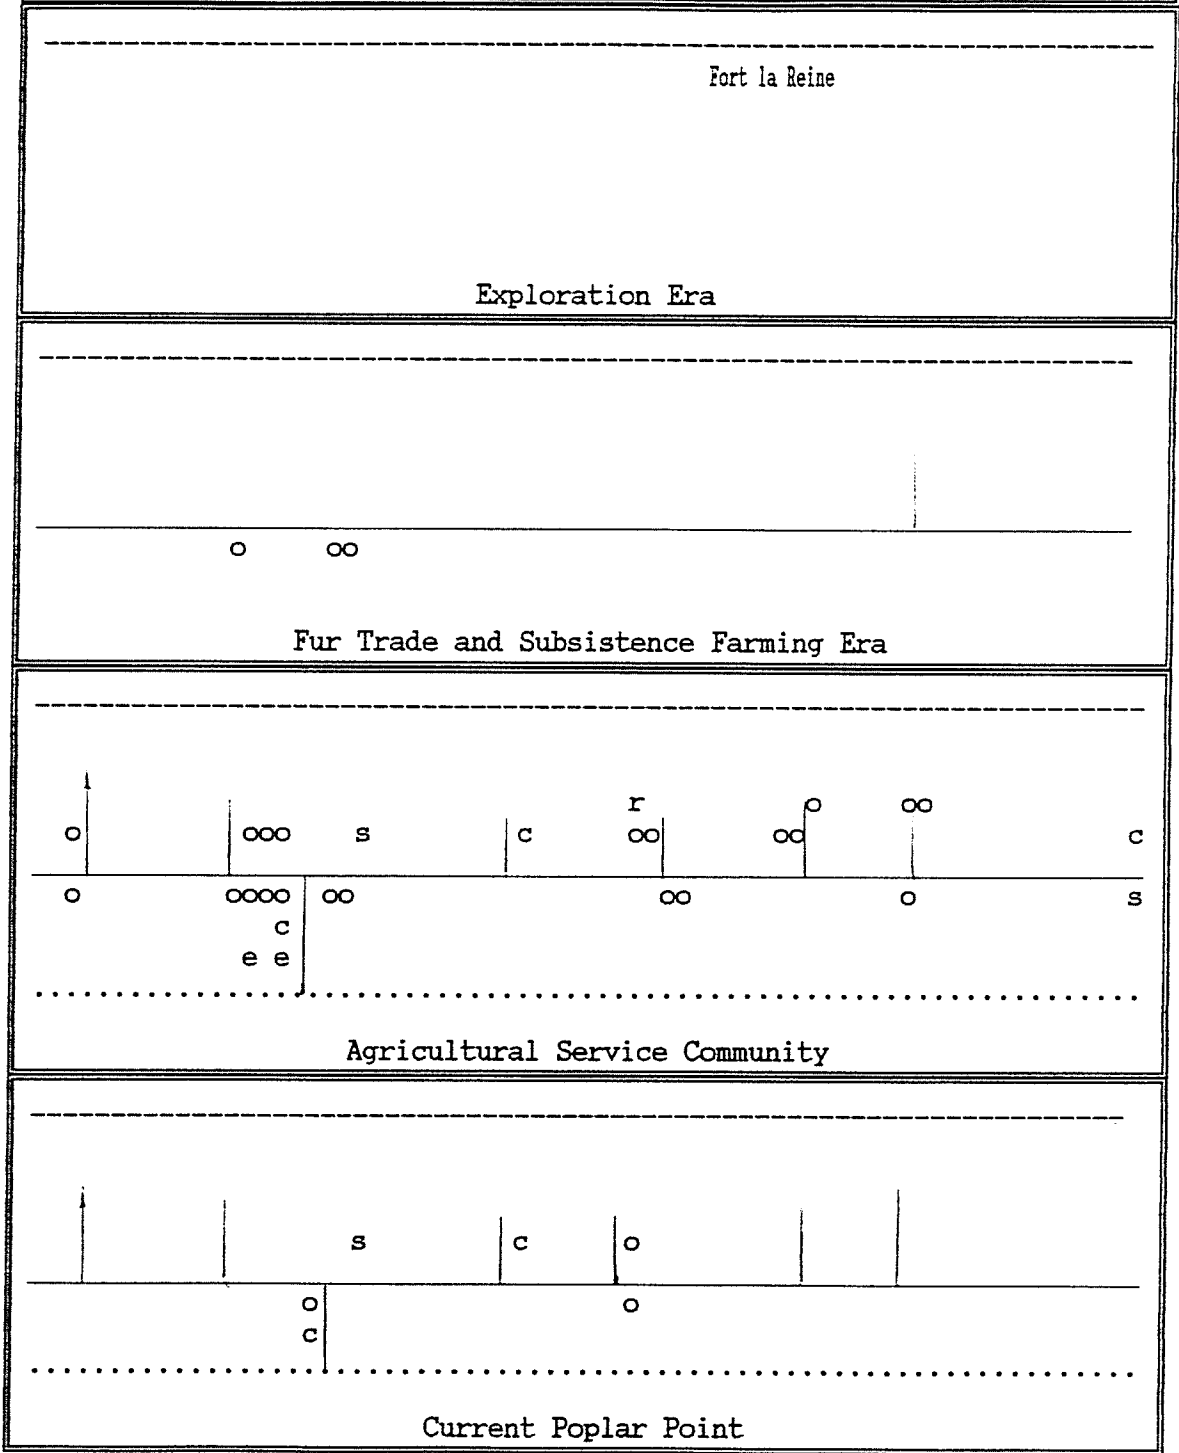 Fort la Reine
Exploration Era
o oo
Fur Trade and Subsistence Farming Era
r o oo
o ooo s c oo oo c
o oooo oo oo o s
c
e e
Agricultural Service Community
s c o
o o
c
Current Poplar Point